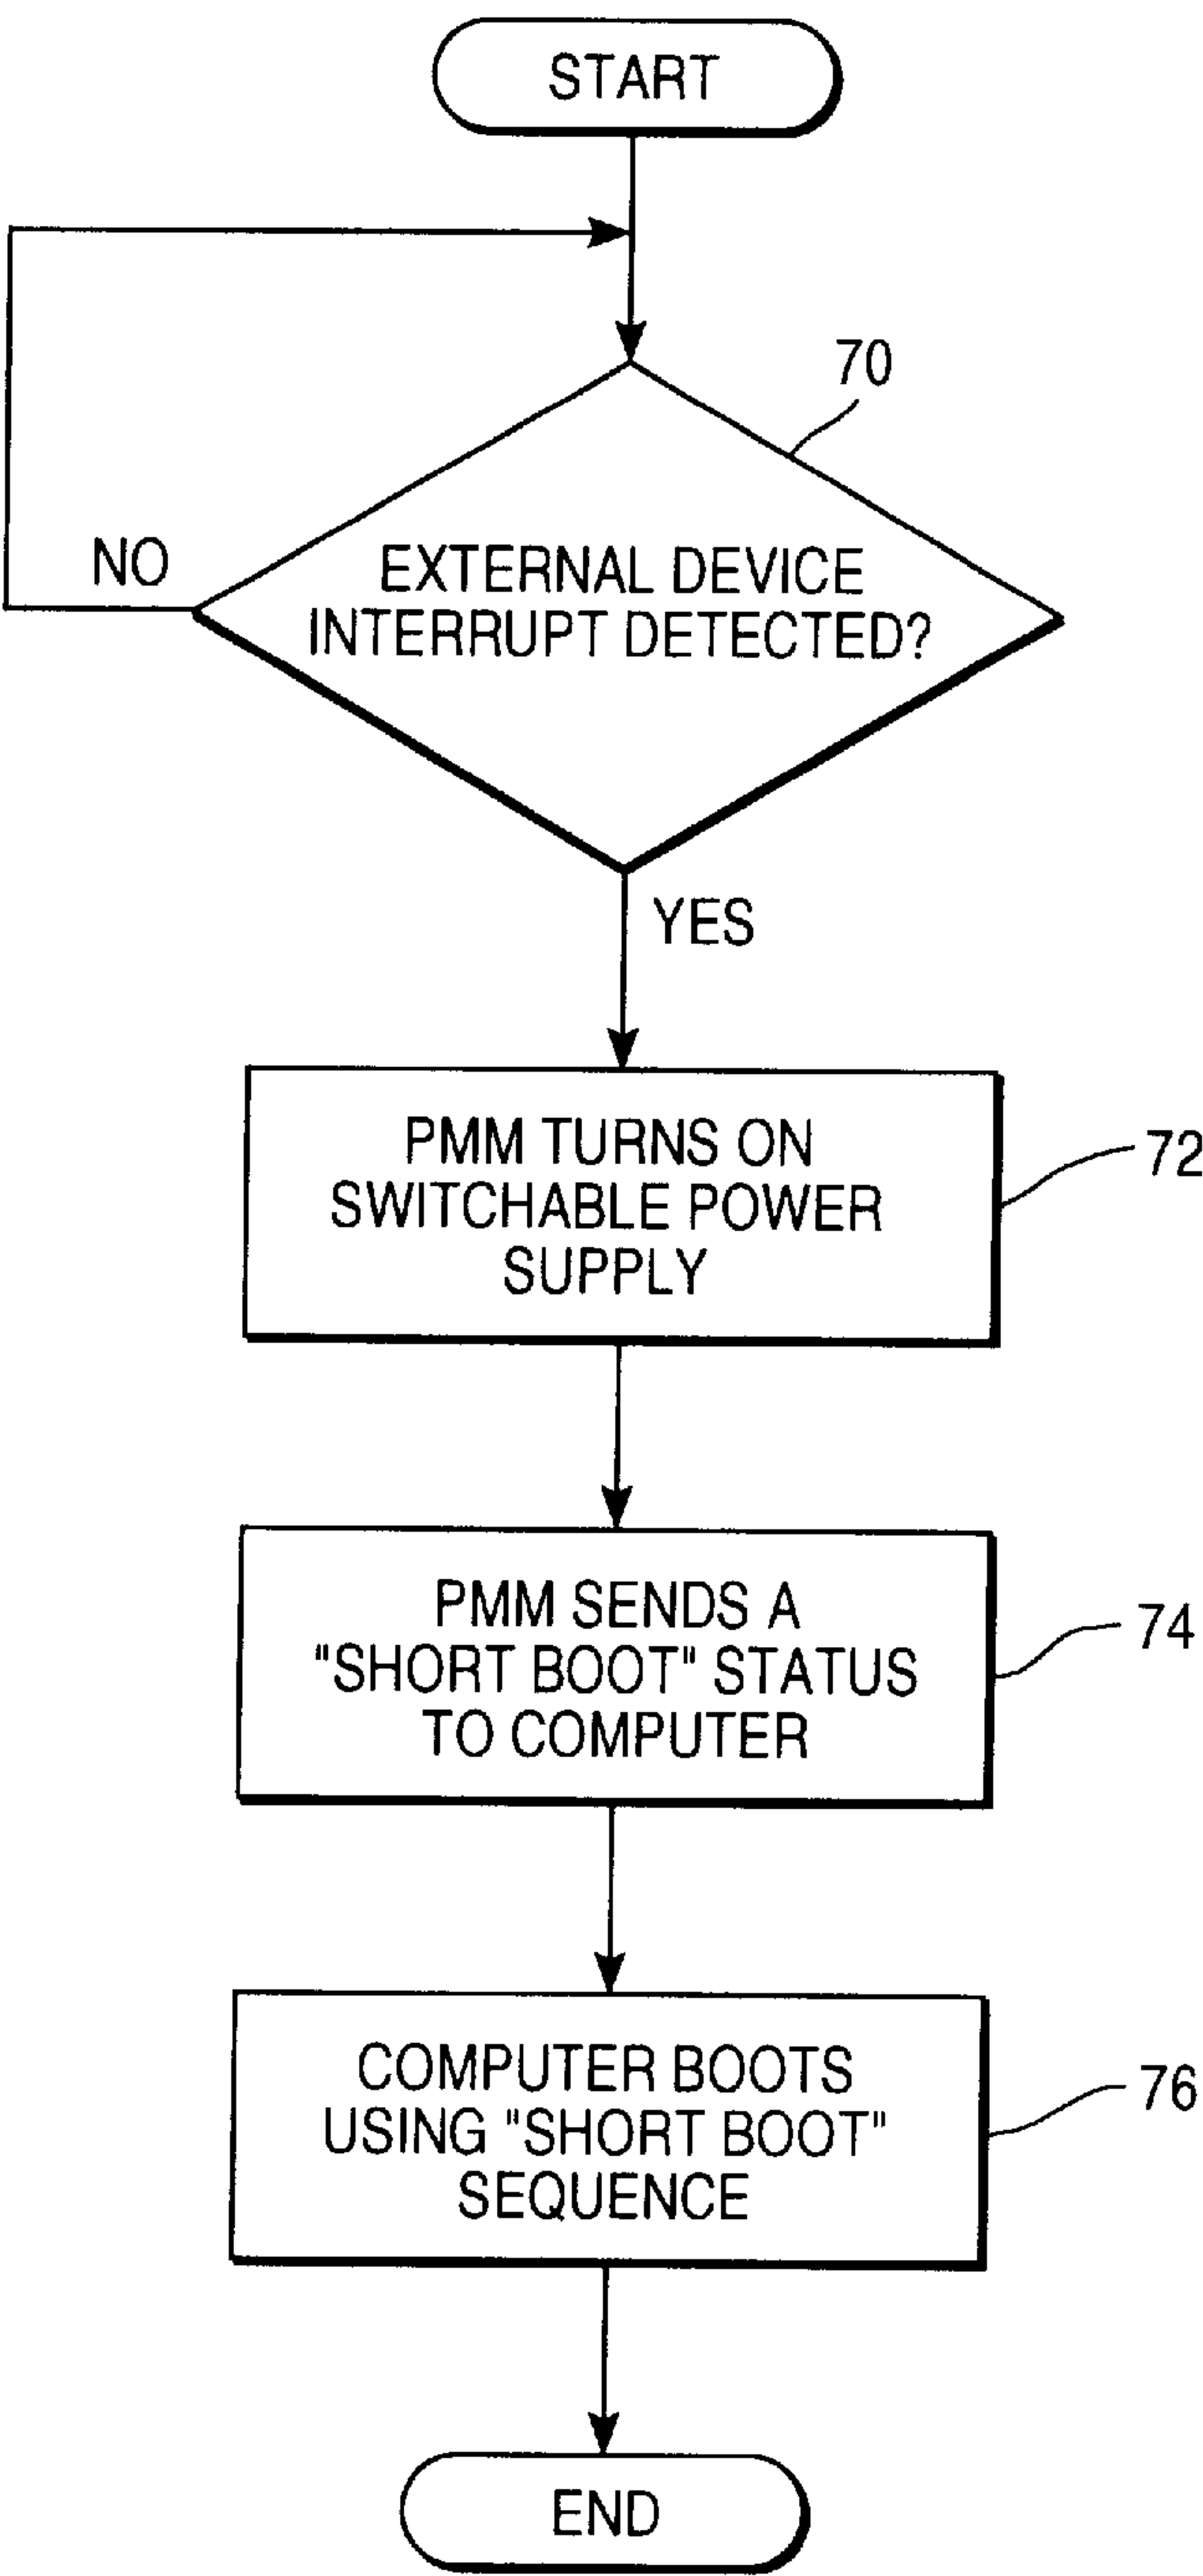 START
70
NO
EXTERNAL DEVICE
INTERRUPT DETECTED?
YES
PMM TURNS ON
SWITCHABLE POWER
SUPPLY
72
PMM SENDS A
"SHORT BOOT" STATUS
TO COMPUTER
74
COMPUTER BOOTS
USING "SHORT BOOT"
SEQUENCE
76
END